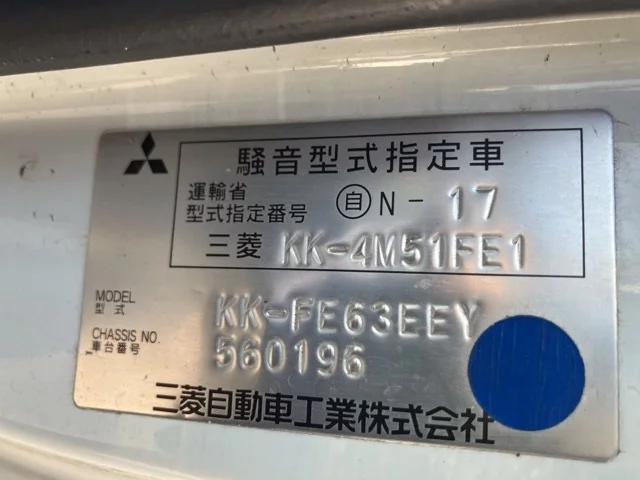 騒音型式指定車
運輸省
型式指定番号 自 N - 17
三菱 KK-4M51FE1
MODEL
型式 KK-FE63EEY
CHASSIS NO.
車台番号 560196
三菱自動車工業株式会社